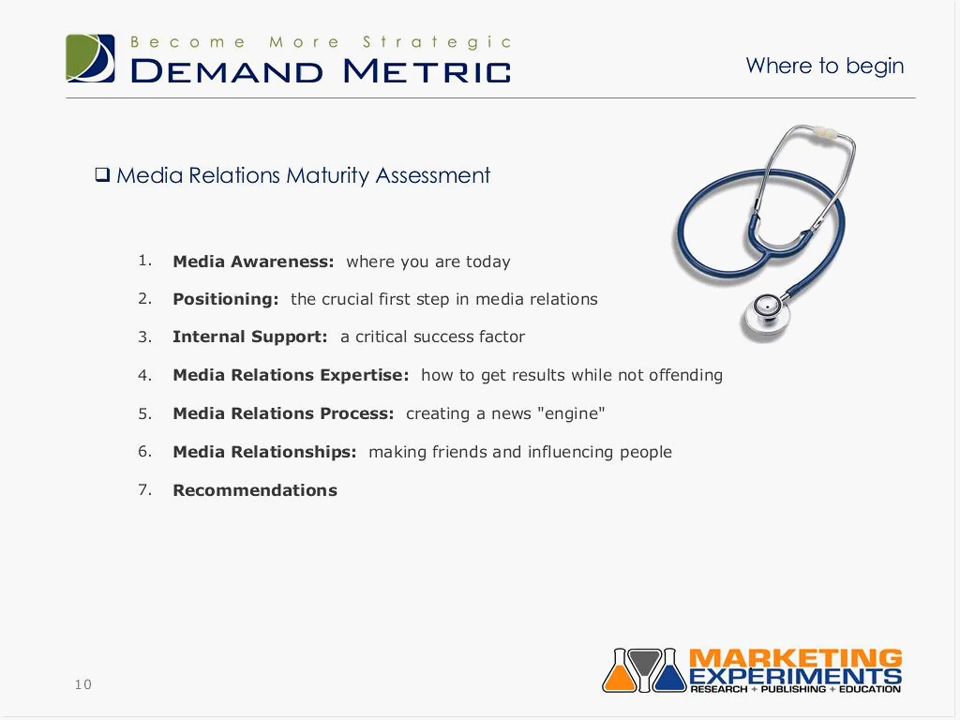 Become More Strategic
DEMAND METRIC
Where to begin
❑ Media Relations Maturity Assessment
1. Media Awareness: where you are today
2. Positioning: the crucial first step in media relations
3. Internal Support: a critical success factor
4. Media Relations Expertise: how to get results while not offending
5. Media Relations Process: creating a news "engine"
6. Media Relationships: making friends and influencing people
7. Recommendations
MARKETING
EXPERIMENTS
RESEARCH + PUBLISHING + EDUCATION
10